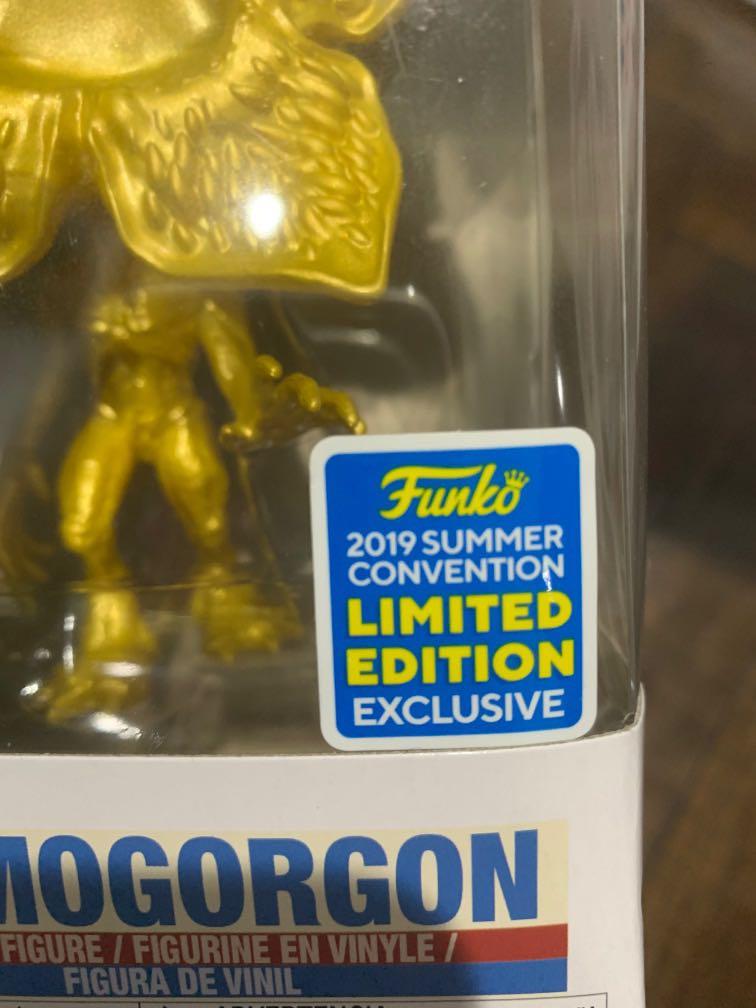 Funko
2019 SUMMER
CONVENTION
LIMITED
EDITION
EXCLUSIVE
MOGORGON
FIGURE / FIGURINE EN VINYLE /
FIGURA DE VINIL